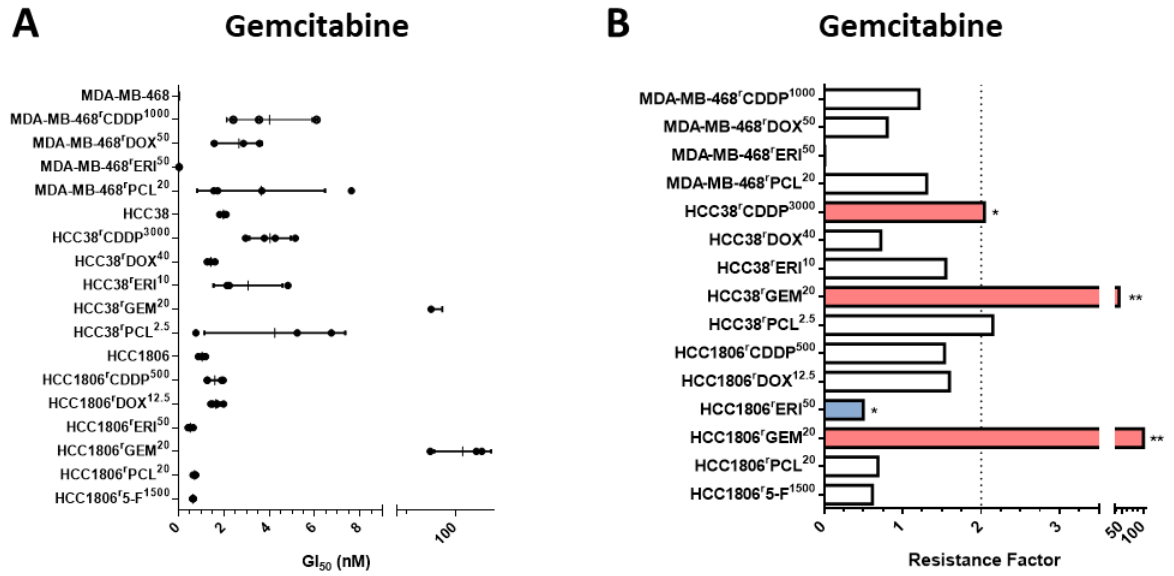 A
Gemcitabine
MDA-MB-468
MDA-MB-468ʳCDDP¹⁰⁰⁰
MDA-MB-468ʳDOX⁵⁰
MDA-MB-468ʳERI⁵⁰
MDA-MB-468ʳPCL²⁰
HCC38
HCC38ʳCDDP³⁰⁰⁰
HCC38ʳDOX⁴⁰
HCC38ʳERI¹⁰
HCC38ʳGEM²⁰
HCC38ʳPCL²·⁵
HCC1806
HCC1806ʳCDDP⁵⁰⁰
HCC1806ʳDOX¹²·⁵
HCC1806ʳERI⁵⁰
HCC1806ʳGEM²⁰
HCC1806ʳPCL²⁰
HCC1806ʳ5-F¹⁵⁰⁰
0 2 4 6 8 100
GI₅₀ (nM)
B
Gemcitabine
MDA-MB-468ʳCDDP¹⁰⁰⁰
MDA-MB-468ʳDOX⁵⁰
MDA-MB-468ʳERI⁵⁰
MDA-MB-468ʳPCL²⁰
HCC38ʳCDDP³⁰⁰⁰ *
HCC38ʳDOX⁴⁰
HCC38ʳERI¹⁰
HCC38ʳGEM²⁰ **
HCC38ʳPCL²·⁵
HCC1806ʳCDDP⁵⁰⁰
HCC1806ʳDOX¹²·⁵
HCC1806ʳERI⁵⁰ *
HCC1806ʳGEM²⁰ **
HCC1806ʳPCL²⁰
HCC1806ʳ5-F¹⁵⁰⁰
0 1 2 3 50 100
Resistance Factor